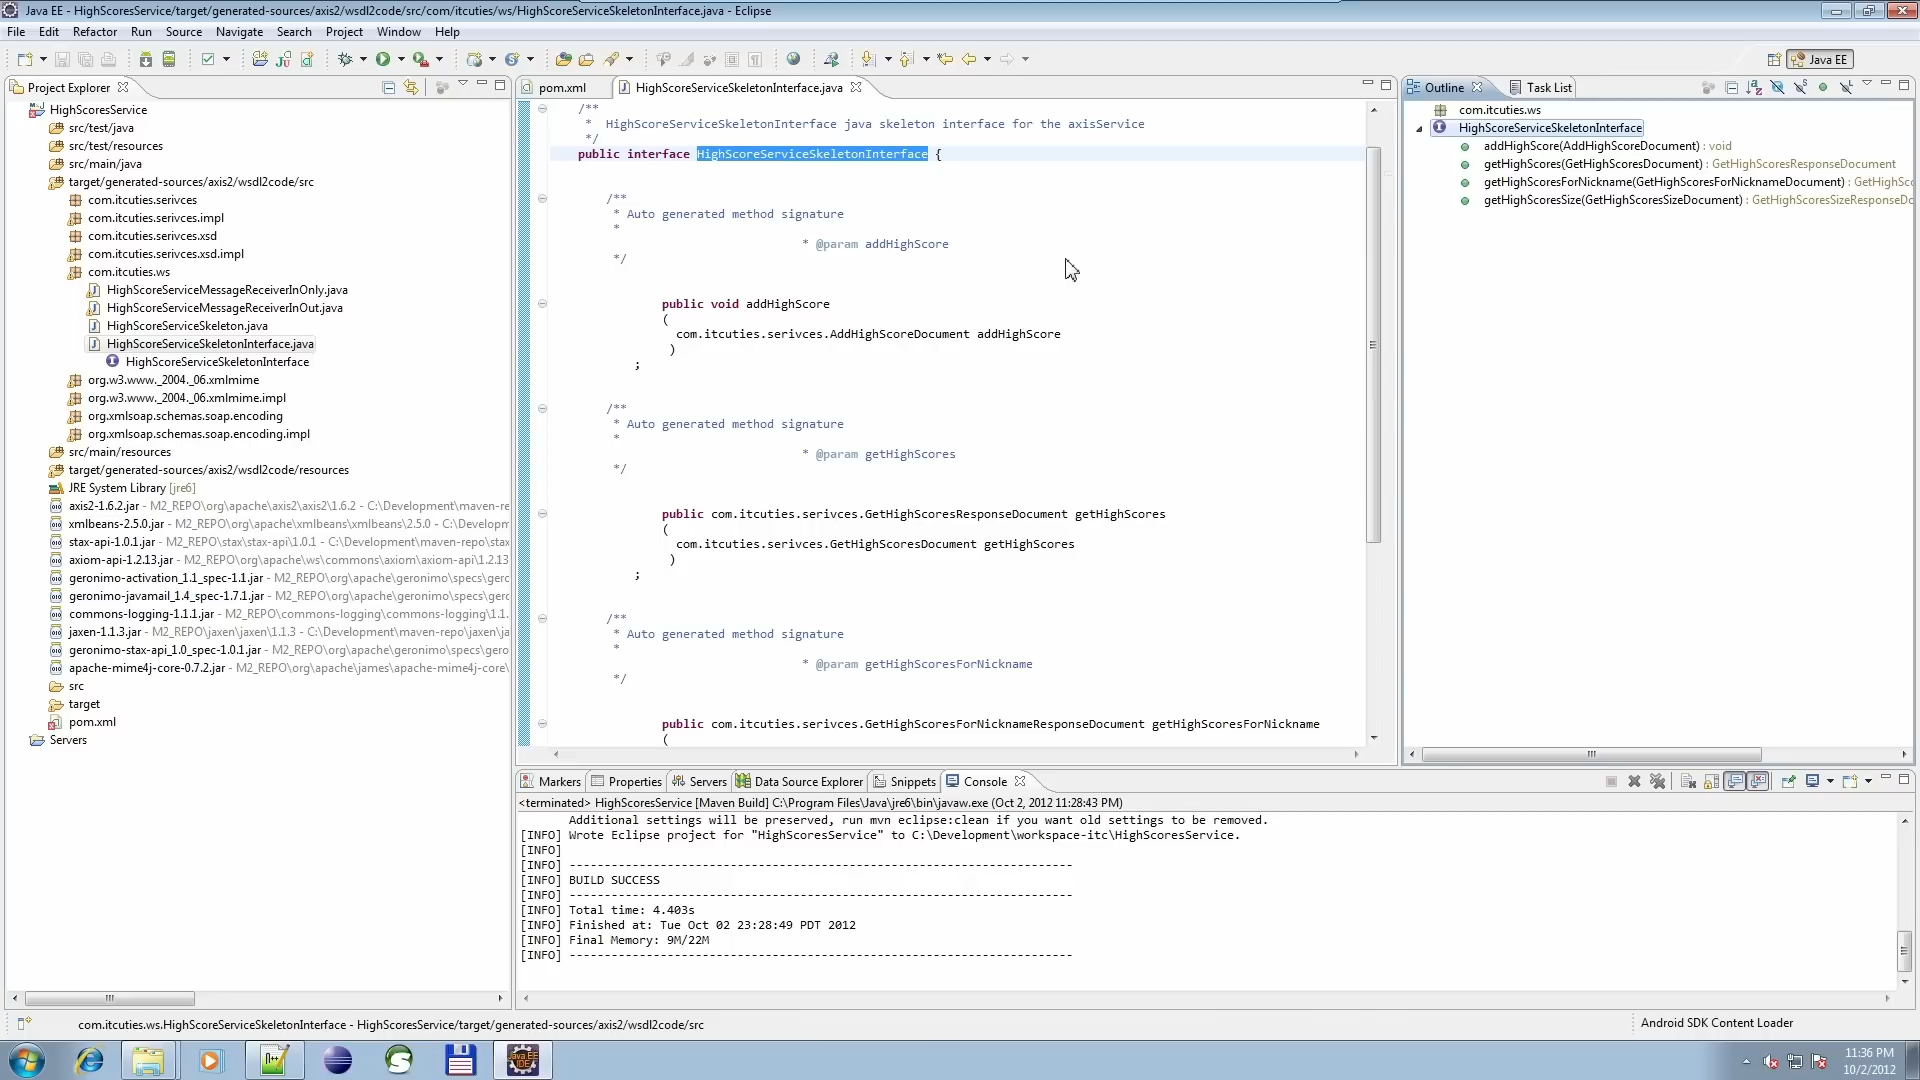 Java EE - HighScoresService/target/generated-sources/axis2/wsdl2code/src/com/itcuties/ws/HighScoreServiceSkeletonInterface.java - Eclipse
File Edit Refactor Run Source Navigate Search Project Window Help
Java EE
Project Explorer
HighScoresService
src/test/java
src/test/resources
src/main/java
target/generated-sources/axis2/wsdl2code/src
com.itcuties.serivces
com.itcuties.serivces.impl
com.itcuties.serivces.xsd
com.itcuties.serivces.xsd.impl
com.itcuties.ws
HighScoreServiceMessageReceiverInOnly.java
HighScoreServiceMessageReceiverInOut.java
HighScoreServiceSkeleton.java
HighScoreServiceSkeletonInterface.java
HighScoreServiceSkeletonInterface
org.w3.www._2004._06.xmlmime
org.w3.www._2004._06.xmlmime.impl
org.xmlsoap.schemas.soap.encoding
org.xmlsoap.schemas.soap.encoding.impl
src/main/resources
target/generated-sources/axis2/wsdl2code/resources
JRE System Library [jre6]
axis2-1.6.2.jar - M2_REPO\org\apache\axis2\axis2\1.6.2 - C:\Development\maven-re
xmlbeans-2.5.0.jar - M2_REPO\org\apache\xmlbeans\xmlbeans\2.5.0 - C:\Developm
stax-api-1.0.1.jar - M2_REPO\stax\stax-api\1.0.1 - C:\Development\maven-repo\stax
axiom-api-1.2.13.jar - M2_REPO\org\apache\ws\commons\axiom\axiom-api\1.2.13
geronimo-activation_1.1_spec-1.1.jar - M2_REPO\org\apache\geronimo\specs\gerc
geronimo-javamail_1.4_spec-1.7.1.jar - M2_REPO\org\apache\geronimo\specs\gerc
commons-logging-1.1.1.jar - M2_REPO\commons-logging\commons-logging\1.1.
jaxen-1.1.3.jar - M2_REPO\jaxen\jaxen\1.1.3 - C:\Development\maven-repo\jaxen\ja
geronimo-stax-api_1.0_spec-1.0.1.jar - M2_REPO\org\apache\geronimo\specs\gero
apache-mime4j-core-0.7.2.jar - M2_REPO\org\apache\james\apache-mime4j-core\
src
target
pom.xml
Servers
pom.xml HighScoreServiceSkeletonInterface.java
/**
* HighScoreServiceSkeletonInterface java skeleton interface for the axisService
*/
public interface HighScoreServiceSkeletonInterface {
/**
* Auto generated method signature
*
* @param addHighScore
*/
public void addHighScore
(
com.itcuties.serivces.AddHighScoreDocument addHighScore
)
;
/**
* Auto generated method signature
*
* @param getHighScores
*/
public com.itcuties.serivces.GetHighScoresResponseDocument getHighScores
(
com.itcuties.serivces.GetHighScoresDocument getHighScores
)
;
/**
* Auto generated method signature
*
* @param getHighScoresForNickname
*/
public com.itcuties.serivces.GetHighScoresForNicknameResponseDocument getHighScoresForNickname
(
Outline Task List
com.itcuties.ws
HighScoreServiceSkeletonInterface
addHighScore(AddHighScoreDocument) : void
getHighScores(GetHighScoresDocument) : GetHighScoresResponseDocument
getHighScoresForNickname(GetHighScoresForNicknameDocument) : GetHighSco
getHighScoresSize(GetHighScoresSizeDocument) : GetHighScoresSizeResponseDc
Markers Properties Servers Data Source Explorer Snippets Console
<terminated> HighScoresService [Maven Build] C:\Program Files\Java\jre6\bin\javaw.exe (Oct 2, 2012 11:28:43 PM)
Additional settings will be preserved, run mvn eclipse:clean if you want old settings to be removed.
[INFO] Wrote Eclipse project for "HighScoresService" to C:\Development\workspace-itc\HighScoresService.
[INFO]
[INFO] ------------------------------------------------------------------------
[INFO] BUILD SUCCESS
[INFO] ------------------------------------------------------------------------
[INFO] Total time: 4.403s
[INFO] Finished at: Tue Oct 02 23:28:49 PDT 2012
[INFO] Final Memory: 9M/22M
[INFO] ------------------------------------------------------------------------
com.itcuties.ws.HighScoreServiceSkeletonInterface - HighScoresService/target/generated-sources/axis2/wsdl2code/src
Android SDK Content Loader
Java EE
IDE
11:36 PM
10/2/2012